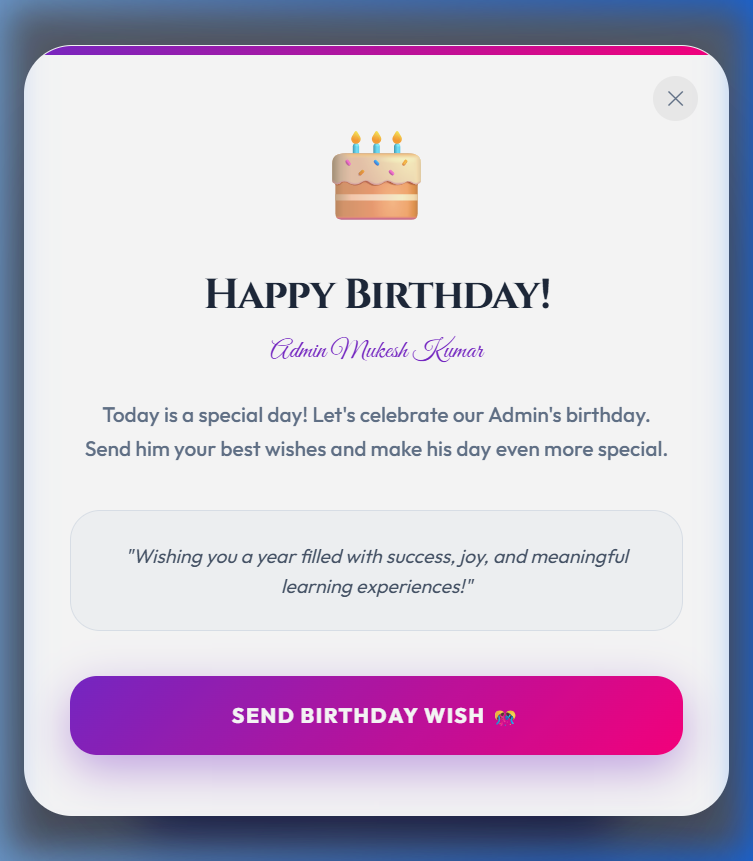 Happy Birthday!
Admin Mukesh Kumar
Today is a special day! Let's celebrate our Admin's birthday.
Send him your best wishes and make his day even more special.
"Wishing you a year filled with success, joy, and meaningful
learning experiences!"
SEND BIRTHDAY WISH